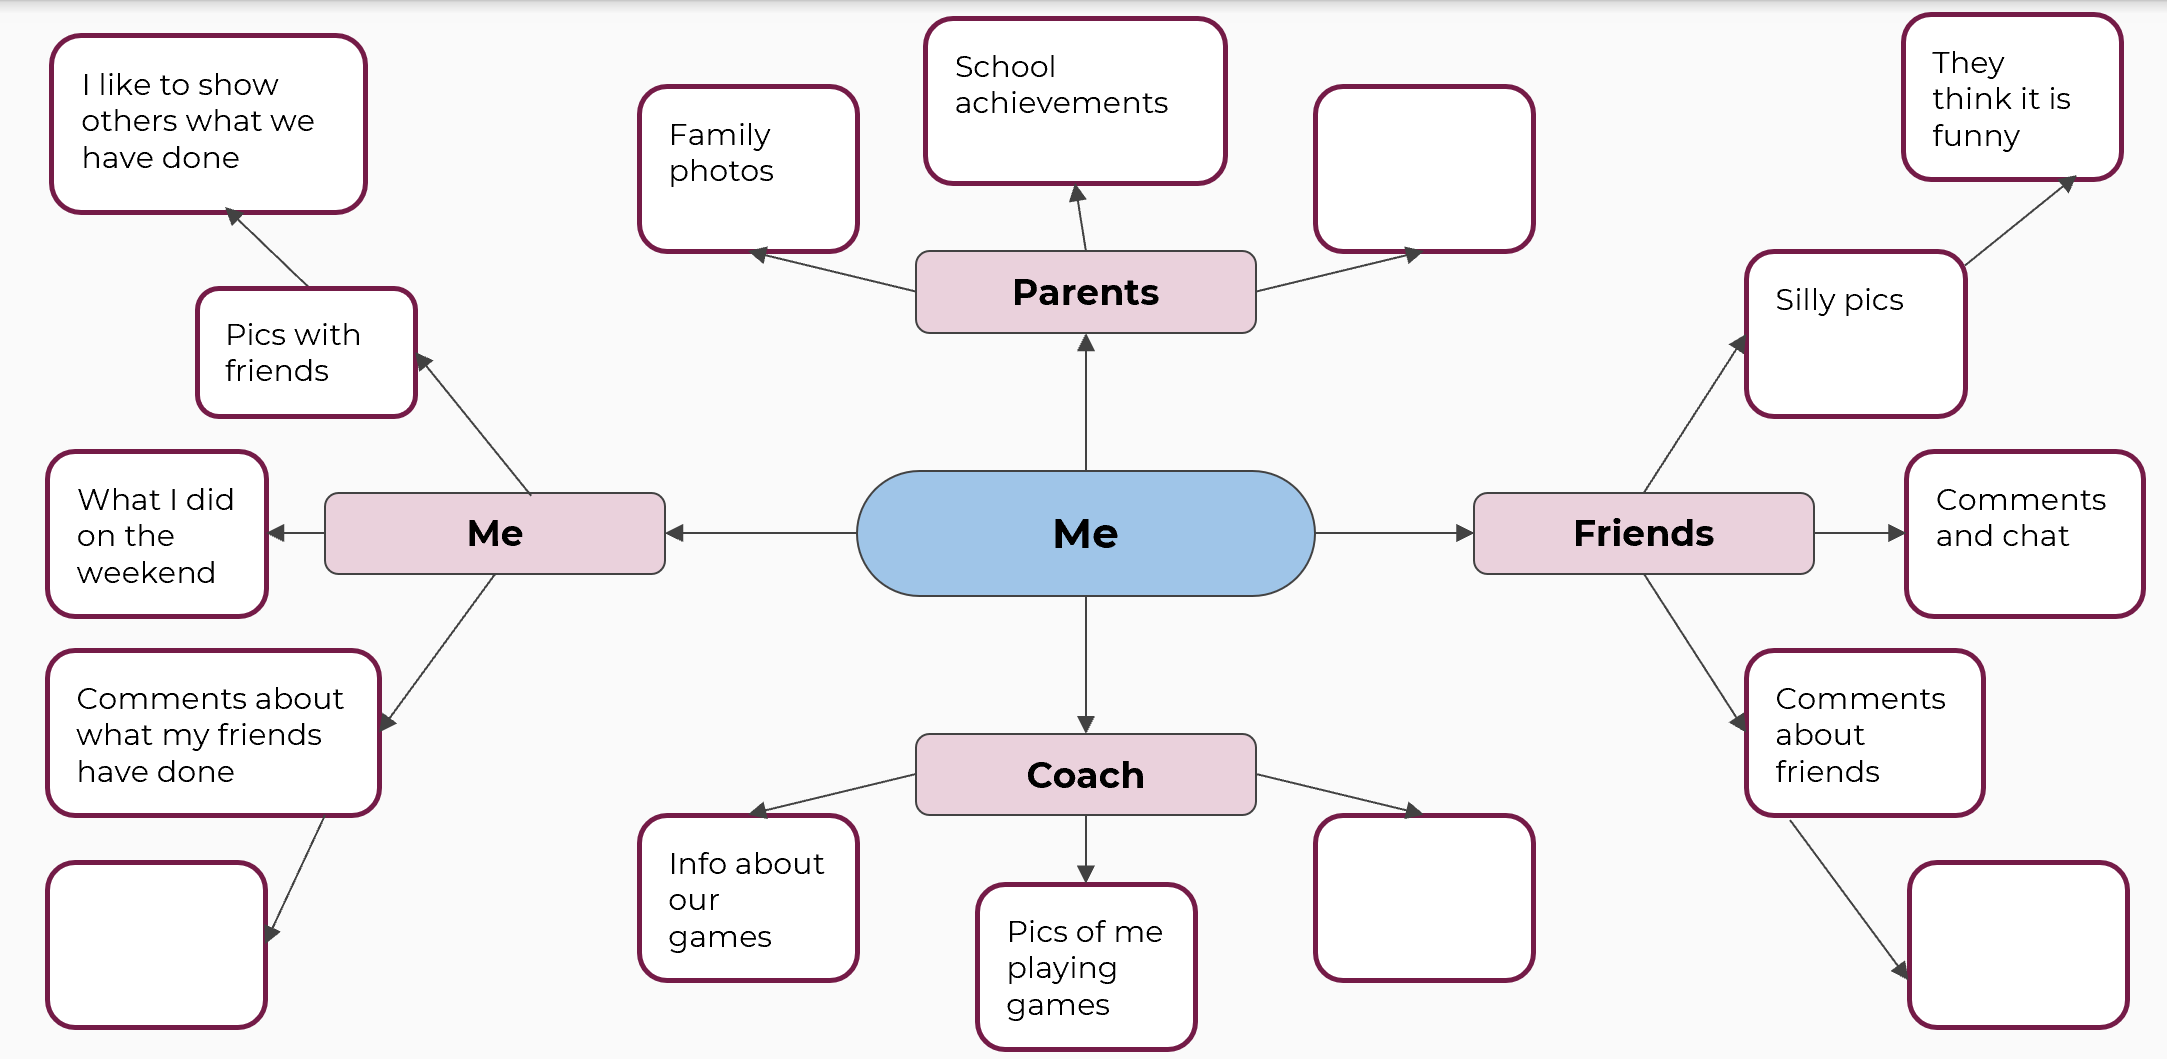 I like to show
others what we
have done
Pics with
friends
What I did
on the
weekend
Me
Comments about
what my friends
have done
Family
photos
School
achievements
Parents
Me
Coach
Info about
our
games
Pics of me
playing
games
They
think it is
funny
Silly pics
Friends
Comments
and chat
Comments
about
friends